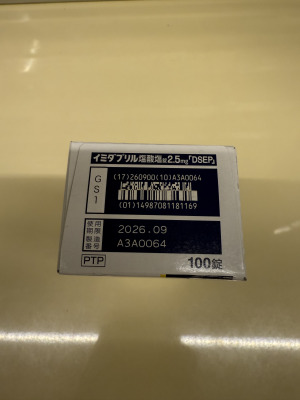 イミダプリル塩酸塩錠2.5mg「DSEP」
GS1
(17)260900(10)A3A0064
(01)14987081181169
使用期限 2026.09
製造番号 A3A0064
PTP
100錠